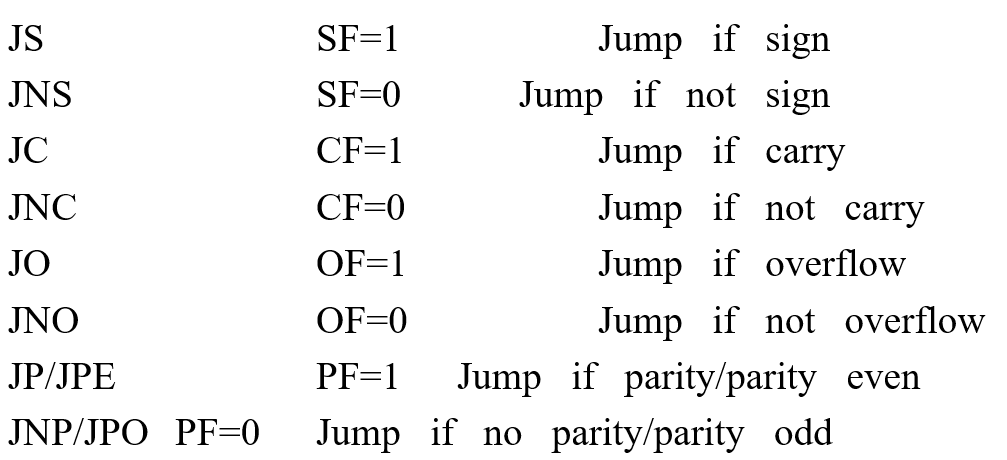 JS SF=1 Jump if sign
JNS SF=0 Jump if not sign
JC CF=1 Jump if carry
JNC CF=0 Jump if not carry
JO OF=1 Jump if overflow
JNO OF=0 Jump if not overflow
JP/JPE PF=1 Jump if parity/parity even
JNP/JPO PF=0 Jump if no parity/parity odd